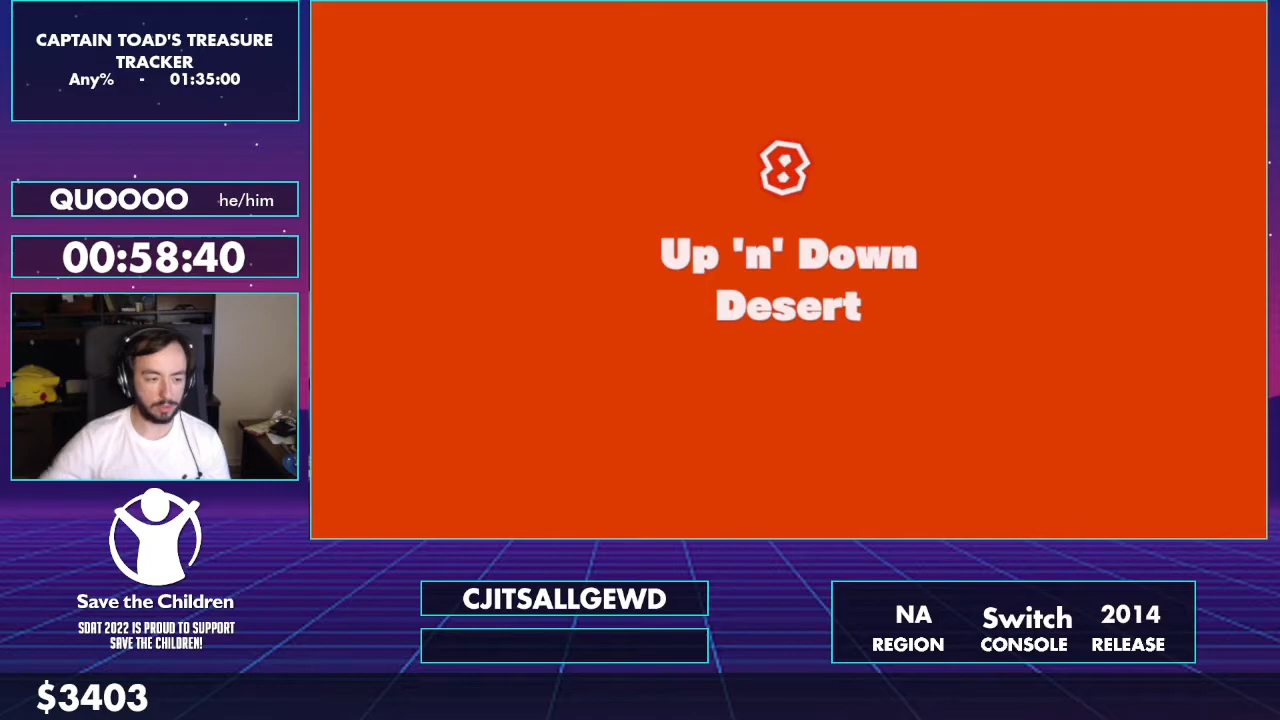 CAPTAIN TOAD'S TREASURE
TRACKER
Any% - 01:35:00
QUOOOO he/him
00:58:40
8
Up 'n' Down
Desert
Save the Children
SDAT 2022 IS PROUD TO SUPPORT
SAVE THE CHILDREN!
CJITSALLGEWD
NA Switch 2014
REGION CONSOLE RELEASE
$3403